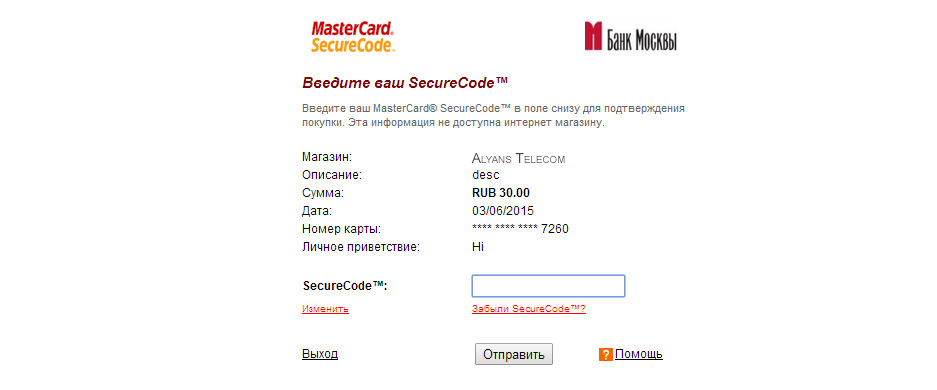 MasterCard
SecureCode™
Банк Москвы
Введите ваш SecureCode™
Введите ваш MasterCard® SecureCode™ в поле снизу для подтверждения
покупки. Эта информация не доступна интернет магазину.
Магазин: Alyans Telecom
Описание: desc
Сумма: RUB 30.00
Дата: 03/06/2015
Номер карты: **** **** **** 7260
Личное приветствие: Hi
SecureCode™:
Изменить Забыли SecureCode™?
Выход Отправить ? Помощь